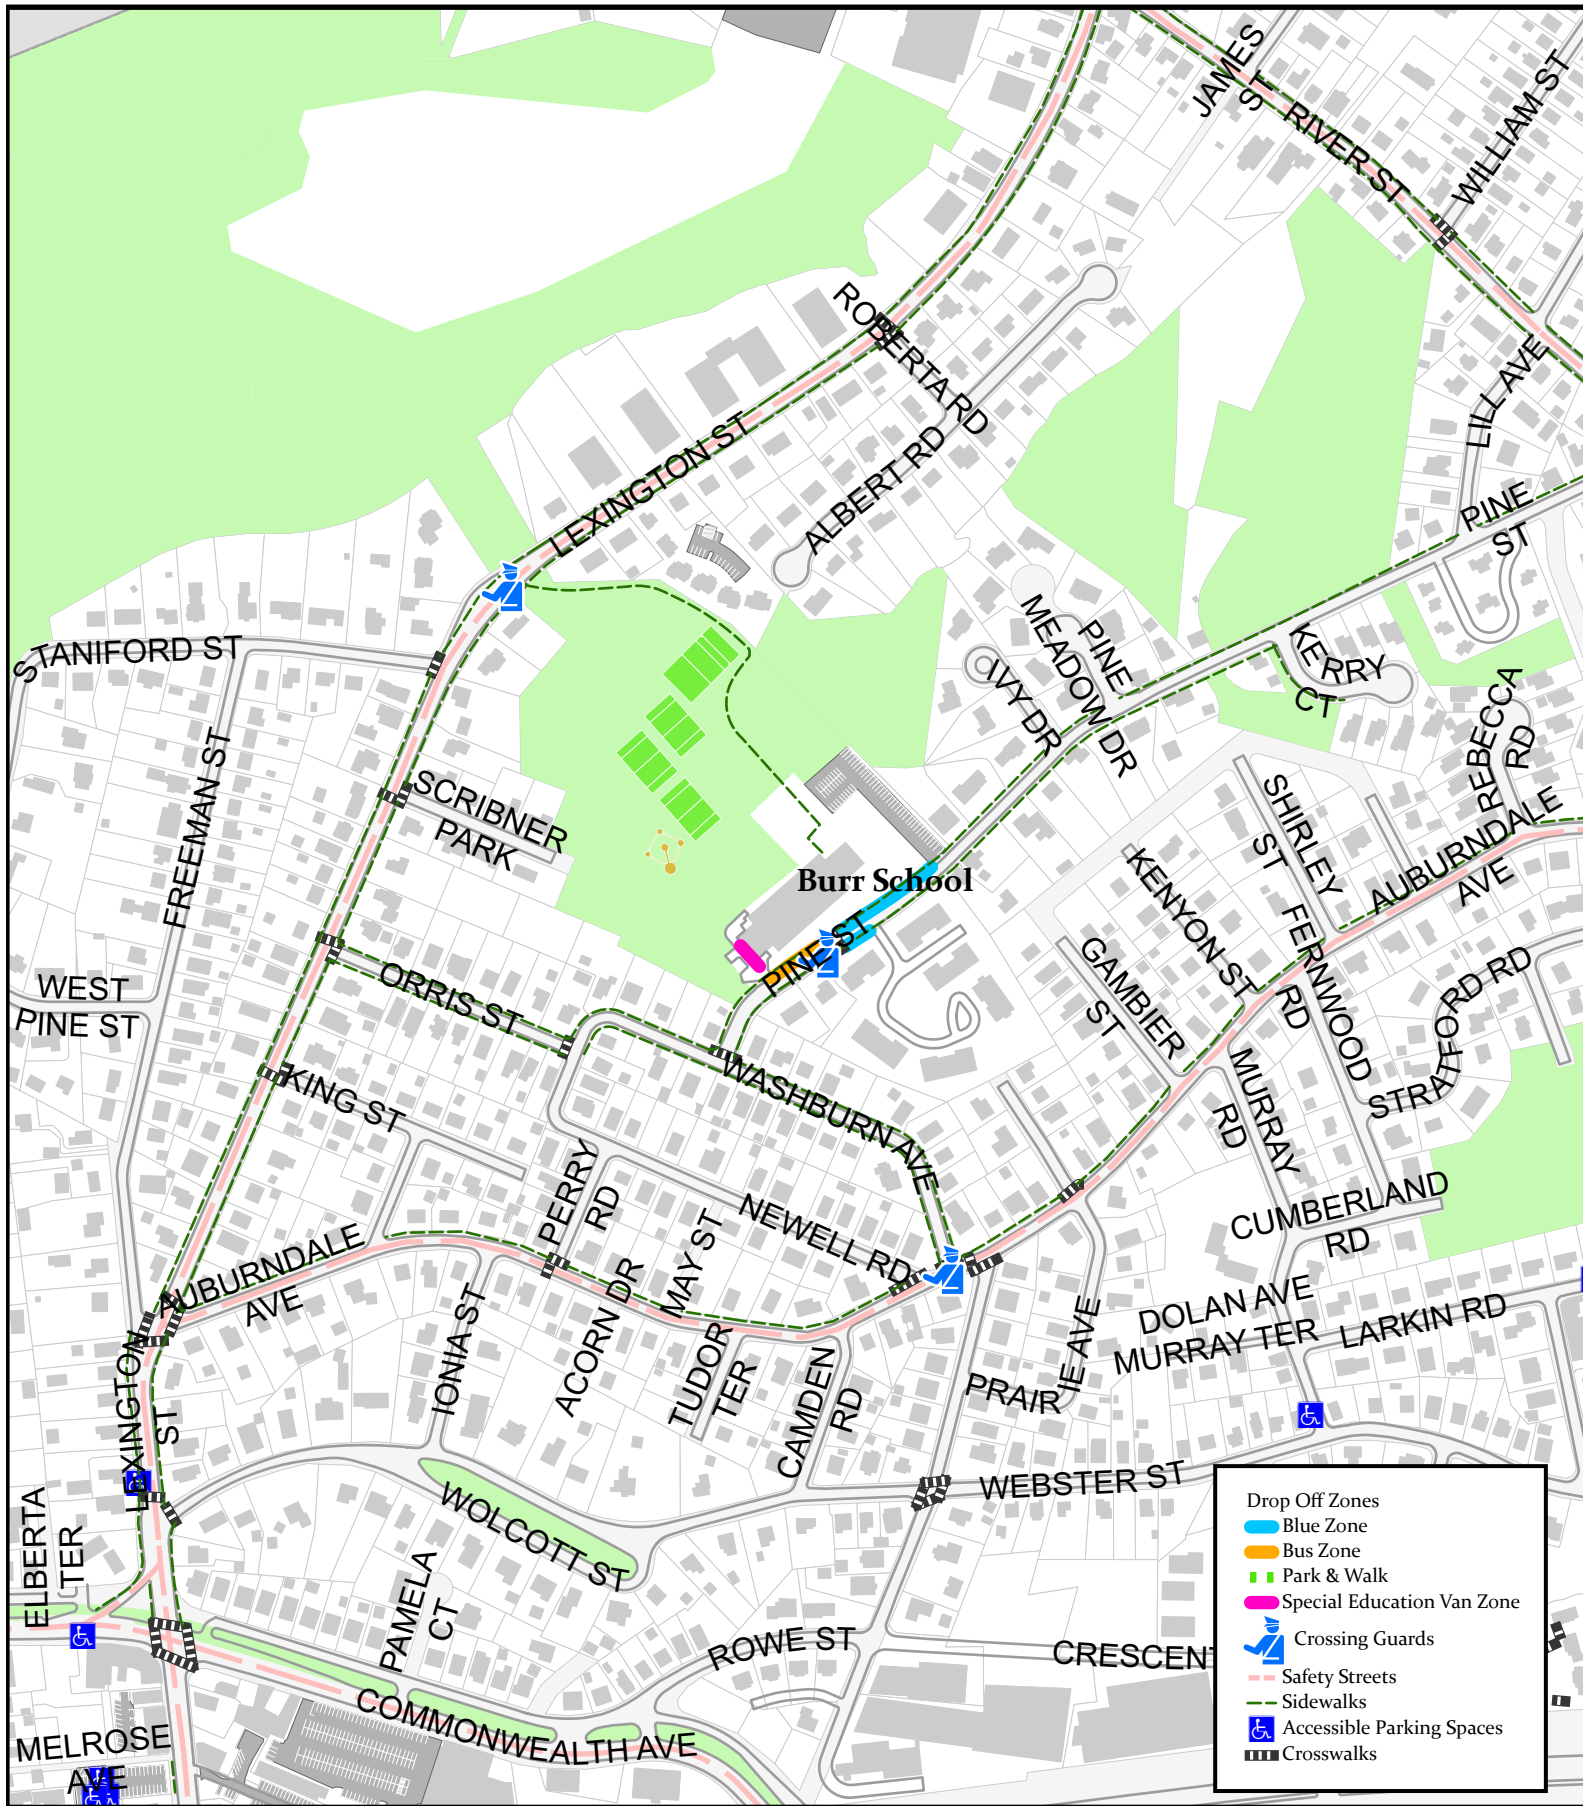 JAMES
ST
RIVER ST
WILLIAM ST
ROBERTA RD
LILL AVE
LEXINGTON ST
ALBERT RD
PINE
ST
STANIFORD ST
MEADOW DR
PINE
KERRY
CT
IVY DR
REBECCA
RD
FREEMAN ST
SCRIBNER
PARK
SHIRLEY
ST
AUBURNDALE
AVE
Burr School
KENYON ST
FERNWOOD
RD
PINE ST
GAMBIER
ST
STRATFORD RD
WEST
PINE ST
ORRIS ST
KING ST
WASHBURN AVE
MURRAY
RD
PERRY
RD
NEWELL RD
MAY ST
CUMBERLAND
RD
AUBURNDALE
AVE
IONIA ST
ACORN DR
TUDOR
TER
CAMDEN
RD
PRAIRIE AVE
DOLAN AVE
MURRAY TER
LARKIN RD
LEXINGTON
ST
WEBSTER ST
WOLCOTT ST
ELBERTA
TER
PAMELA
CT
ROWE ST
CRESCENT
COMMONWEALTH AVE
MELROSE
AVE
Drop Off Zones
Blue Zone
Bus Zone
Park & Walk
Special Education Van Zone
Crossing Guards
Safety Streets
Sidewalks
Accessible Parking Spaces
Crosswalks